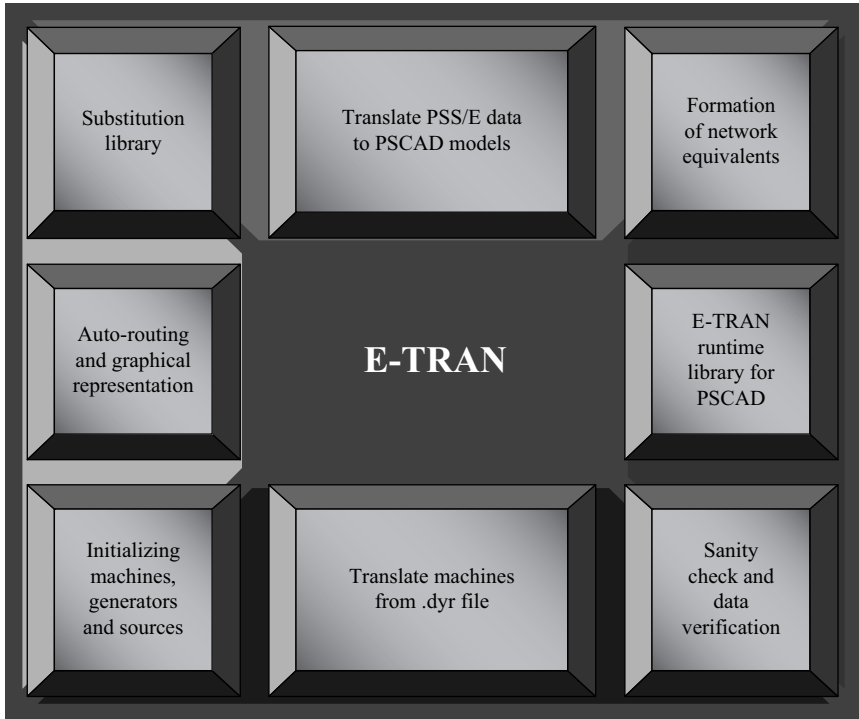 Substitution
library
Translate PSS/E data
to PSCAD models
Formation
of network
equivalents
Auto-routing
and graphical
representation
E-TRAN
E-TRAN
runtime
library for
PSCAD
Initializing
machines,
generators
and sources
Translate machines
from .dyr file
Sanity
check and
data
verification